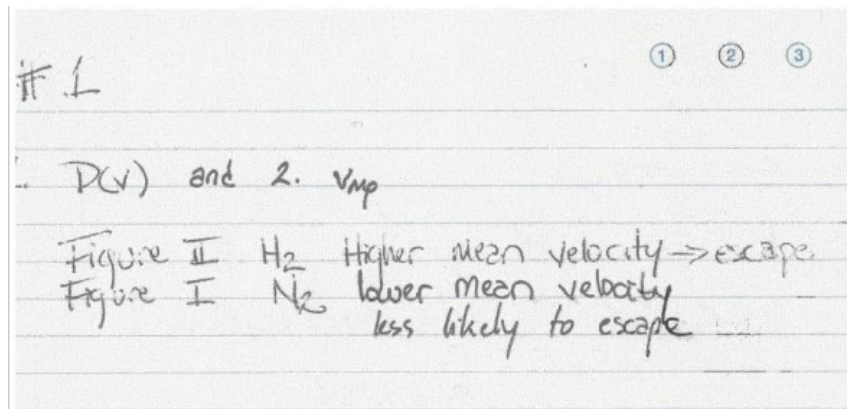 ① ② ③
# 1
. D(v) and 2. vmp
Figure II H2 Higher mean velocity → escape
Figure I N2 lower mean velocity
less likely to escape